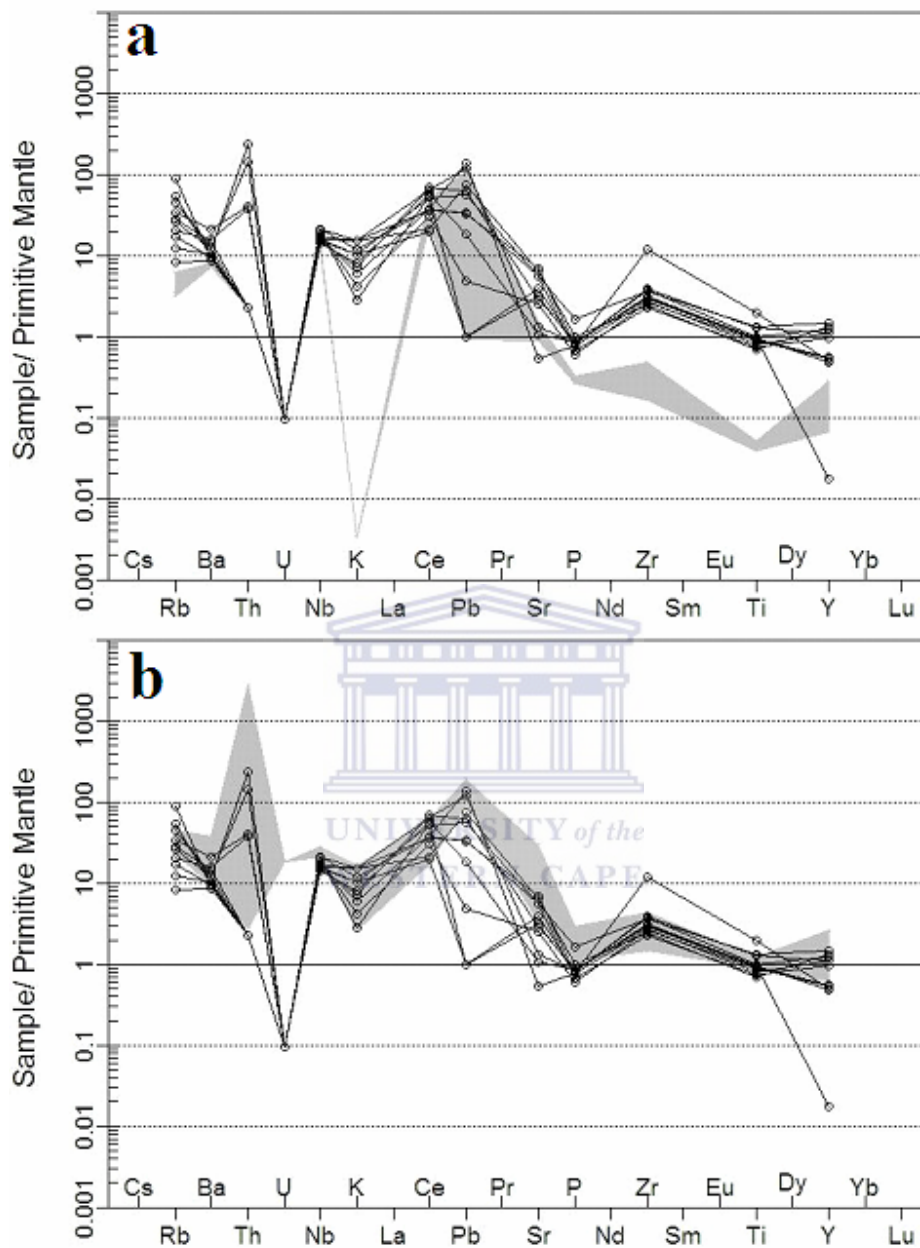 a
Sample/ Primitive Mantle
1000
100
10
1
0.1
0.01
0.001
Cs Ba U K Ce Pr P Zr Eu Dy Yb
Rb Th Nb La Pb Sr Nd Sm Ti Y Lu
b
Sample/ Primitive Mantle
1000
100
10
1
0.1
0.01
0.001
UNIVERSITY of the
WESTERN CAPE
Cs Ba U K Ce Pr P Zr Eu Dy Yb
Rb Th Nb La Pb Sr Nd Sm Ti Y Lu